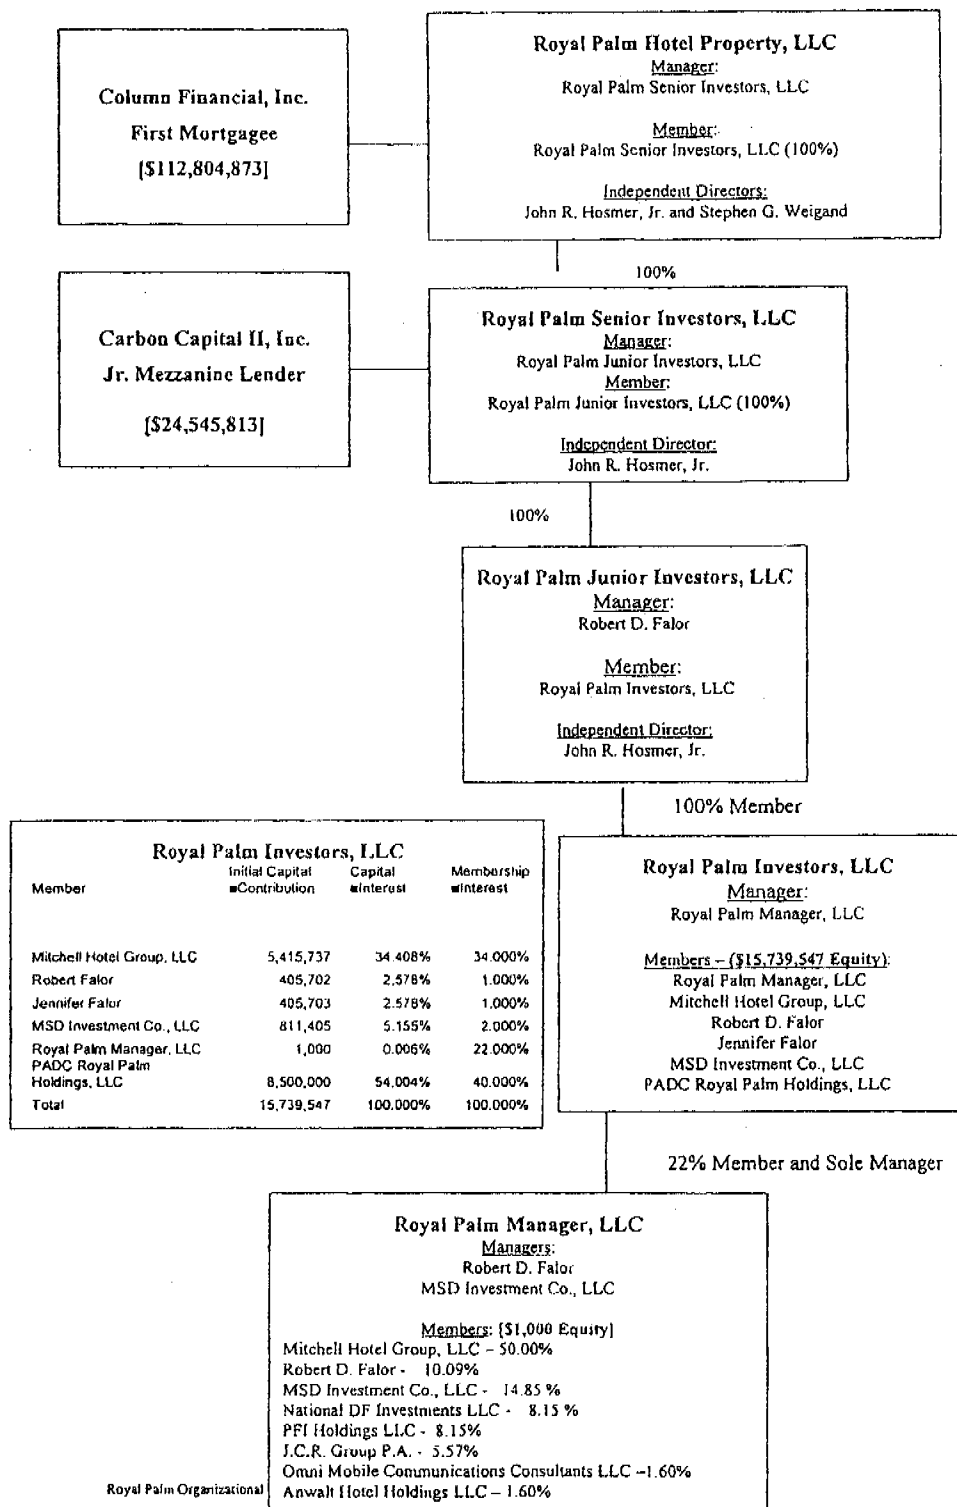 Column Financial, Inc.
First Mortgagee
[$112,804,873]
Royal Palm Hotel Property, LLC
Manager:
Royal Palm Senior Investors, LLC
Member:
Royal Palm Senior Investors, LLC (100%)
Independent Directors:
John R. Hosmer, Jr. and Stephen G. Weigand
100%
Carbon Capital II, Inc.
Jr. Mezzanine Lender
[$24,545,813]
Royal Palm Senior Investors, LLC
Manager:
Royal Palm Junior Investors, LLC
Member:
Royal Palm Junior Investors, LLC (100%)
Independent Director:
John R. Hosmer, Jr.
100%
Royal Palm Junior Investors, LLC
Manager:
Robert D. Falor
Member:
Royal Palm Investors, LLC
Independent Director:
John R. Hosmer, Jr.
100% Member
Royal Palm Investors, LLC
Member Initial Capital Contribution Capital Interest Membership Interest
Mitchell Hotel Group, LLC 5,415,737 34.408% 34.000%
Robert Falor 405,702 2.578% 1.000%
Jennifer Falor 405,703 2.578% 1.000%
MSD Investment Co., LLC 811,405 5.155% 2.000%
Royal Palm Manager, LLC 1,000 0.006% 22.000%
PADC Royal Palm
Holdings, LLC 8,500,000 54.004% 40.000%
Total 15,739,547 100.000% 100.000%
Royal Palm Investors, LLC
Manager:
Royal Palm Manager, LLC
Members – ($15,739,547 Equity):
Royal Palm Manager, LLC
Mitchell Hotel Group, LLC
Robert D. Falor
Jennifer Falor
MSD Investment Co., LLC
PADC Royal Palm Holdings, LLC
22% Member and Sole Manager
Royal Palm Manager, LLC
Managers:
Robert D. Falor
MSD Investment Co., LLC
Members: [$1,000 Equity]
Mitchell Hotel Group, LLC – 50.00%
Robert D. Falor - 10.09%
MSD Investment Co., LLC - 14.85 %
National DF Investments LLC - 8.15 %
PFI Holdings LLC - 8.15%
J.C.R. Group P.A. - 5.57%
Omni Mobile Communications Consultants LLC –1.60%
Anwalt Hotel Holdings LLC – 1.60%
Royal Palm Organizational